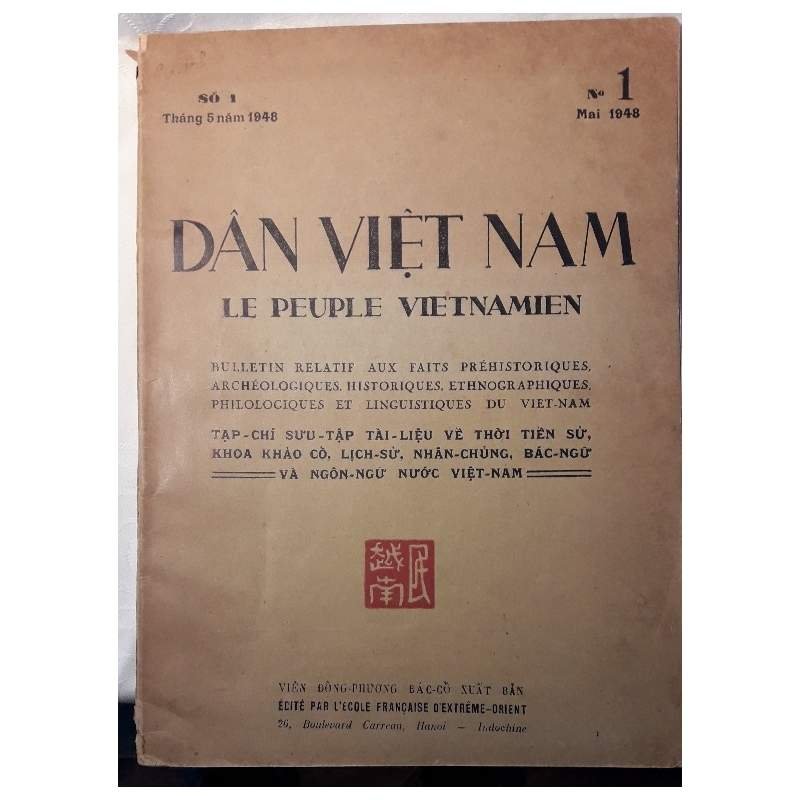 SỐ 1
Tháng 5 năm 1948
No 1
Mai 1948
DÂN VIỆT NAM
LE PEUPLE VIETNAMIEN
BULLETIN RELATIF AUX FAITS PRÉHISTORIQUES,
ARCHÉOLOGIQUES, HISTORIQUES, ETHNOGRAPHIQUES,
PHILOLOGIQUES ET LINGUISTIQUES DU VIET-NAM
TẠP-CHÍ SƯU-TẬP TÀI-LIỆU VỀ THỜI TIỀN SỬ,
KHOA KHẢO CỔ, LỊCH-SỬ, NHÂN-CHỦNG, BÁC-NGỮ
VÀ NGÔN-NGỮ NƯỚC VIỆT-NAM
民越南
VIỄN ĐÔNG-PHƯƠNG BÁC-CỔ XUẤT BẢN
ÉDITÉ PAR L'ECOLE FRANÇAISE D'EXTRÊME-ORIENT
26, Boulevard Carreau, Hanoi — Indochine